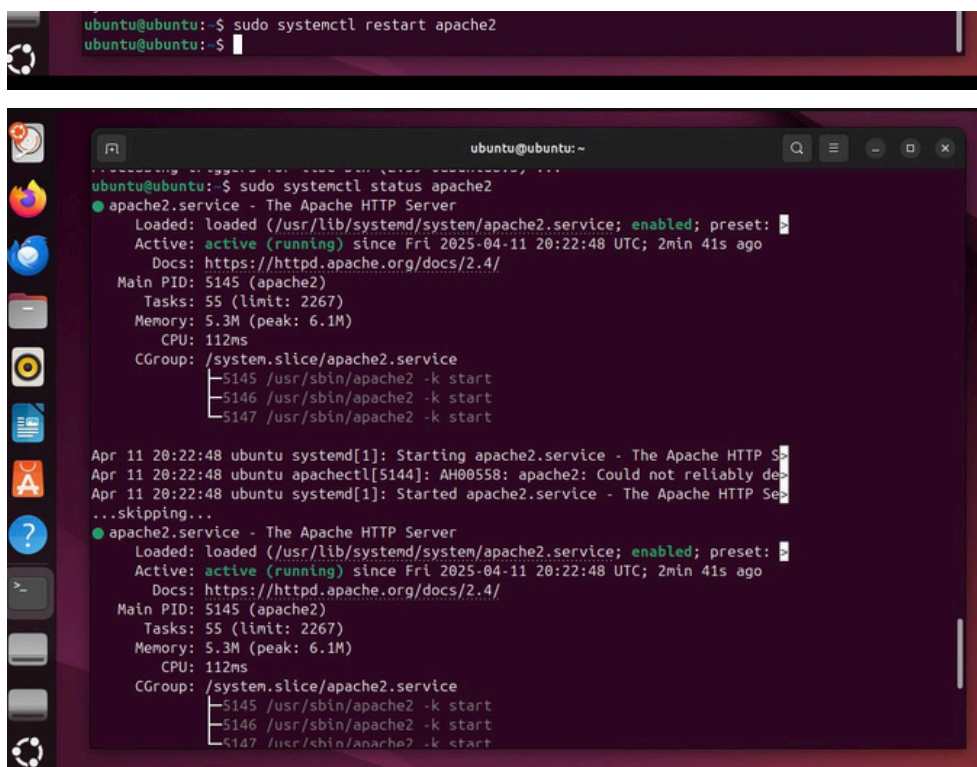 ubuntu@ubuntu:~$ sudo systemctl restart apache2
ubuntu@ubuntu:~$
ubuntu@ubuntu: ~
ubuntu@ubuntu:~$ sudo systemctl status apache2
apache2.service - The Apache HTTP Server
Loaded: loaded (/usr/lib/systemd/system/apache2.service; enabled; preset: >
Active: active (running) since Fri 2025-04-11 20:22:48 UTC; 2min 41s ago
Docs: https://httpd.apache.org/docs/2.4/
Main PID: 5145 (apache2)
Tasks: 55 (limit: 2267)
Memory: 5.3M (peak: 6.1M)
CPU: 112ms
CGroup: /system.slice/apache2.service
├─5145 /usr/sbin/apache2 -k start
├─5146 /usr/sbin/apache2 -k start
└─5147 /usr/sbin/apache2 -k start
Apr 11 20:22:48 ubuntu systemd[1]: Starting apache2.service - The Apache HTTP S>
Apr 11 20:22:48 ubuntu apachectl[5144]: AH00558: apache2: Could not reliably de>
Apr 11 20:22:48 ubuntu systemd[1]: Started apache2.service - The Apache HTTP Se>
...skipping...
apache2.service - The Apache HTTP Server
Loaded: loaded (/usr/lib/systemd/system/apache2.service; enabled; preset: >
Active: active (running) since Fri 2025-04-11 20:22:48 UTC; 2min 41s ago
Docs: https://httpd.apache.org/docs/2.4/
Main PID: 5145 (apache2)
Tasks: 55 (limit: 2267)
Memory: 5.3M (peak: 6.1M)
CPU: 112ms
CGroup: /system.slice/apache2.service
├─5145 /usr/sbin/apache2 -k start
├─5146 /usr/sbin/apache2 -k start
└─5147 /usr/sbin/apache2 -k start